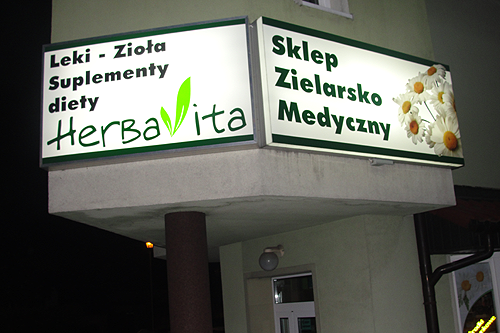 Leki - Zioła
Suplementy
diety
HerbaVita
Sklep
Zielarsko
Medyczny